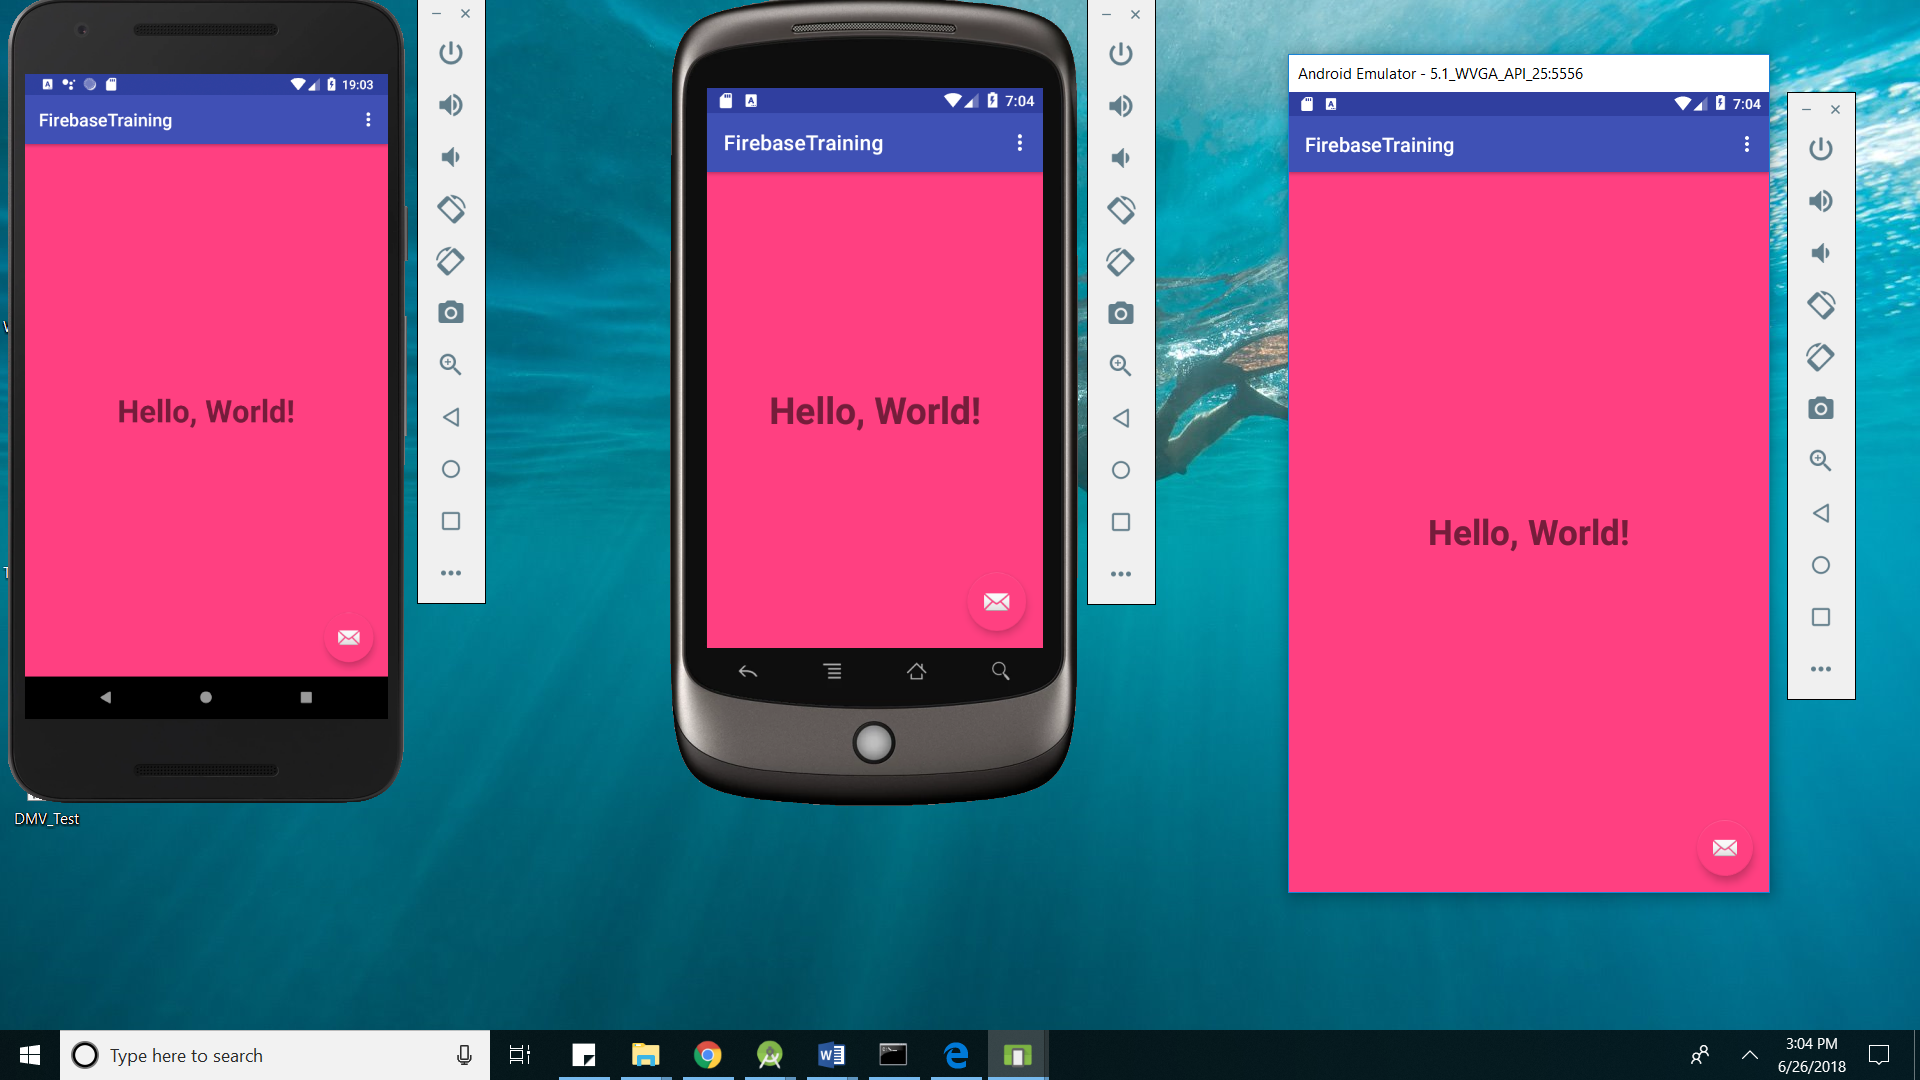 19:03
FirebaseTraining
Hello, World!
DMV_Test
7:04
FirebaseTraining
Hello, World!
Android Emulator - 5.1_WVGA_API_25:5556
7:04
FirebaseTraining
Hello, World!
Type here to search
3:04 PM
6/26/2018